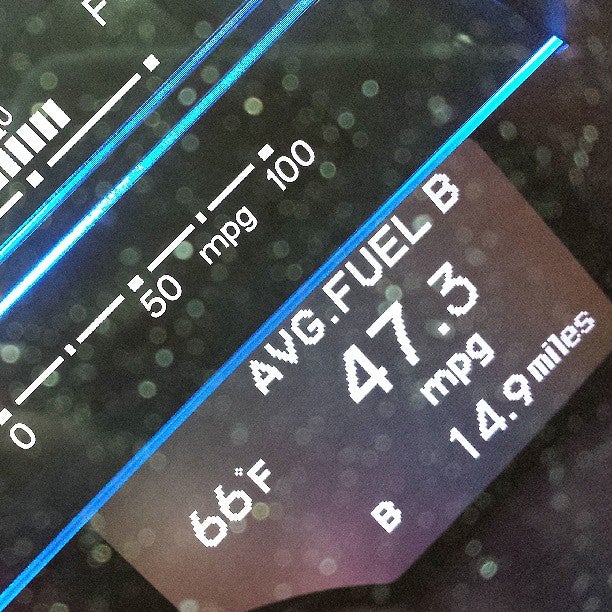 F
0 50 100
mpg
AVG.FUEL B
47.3
mpg
14.9 miles
66°F
B